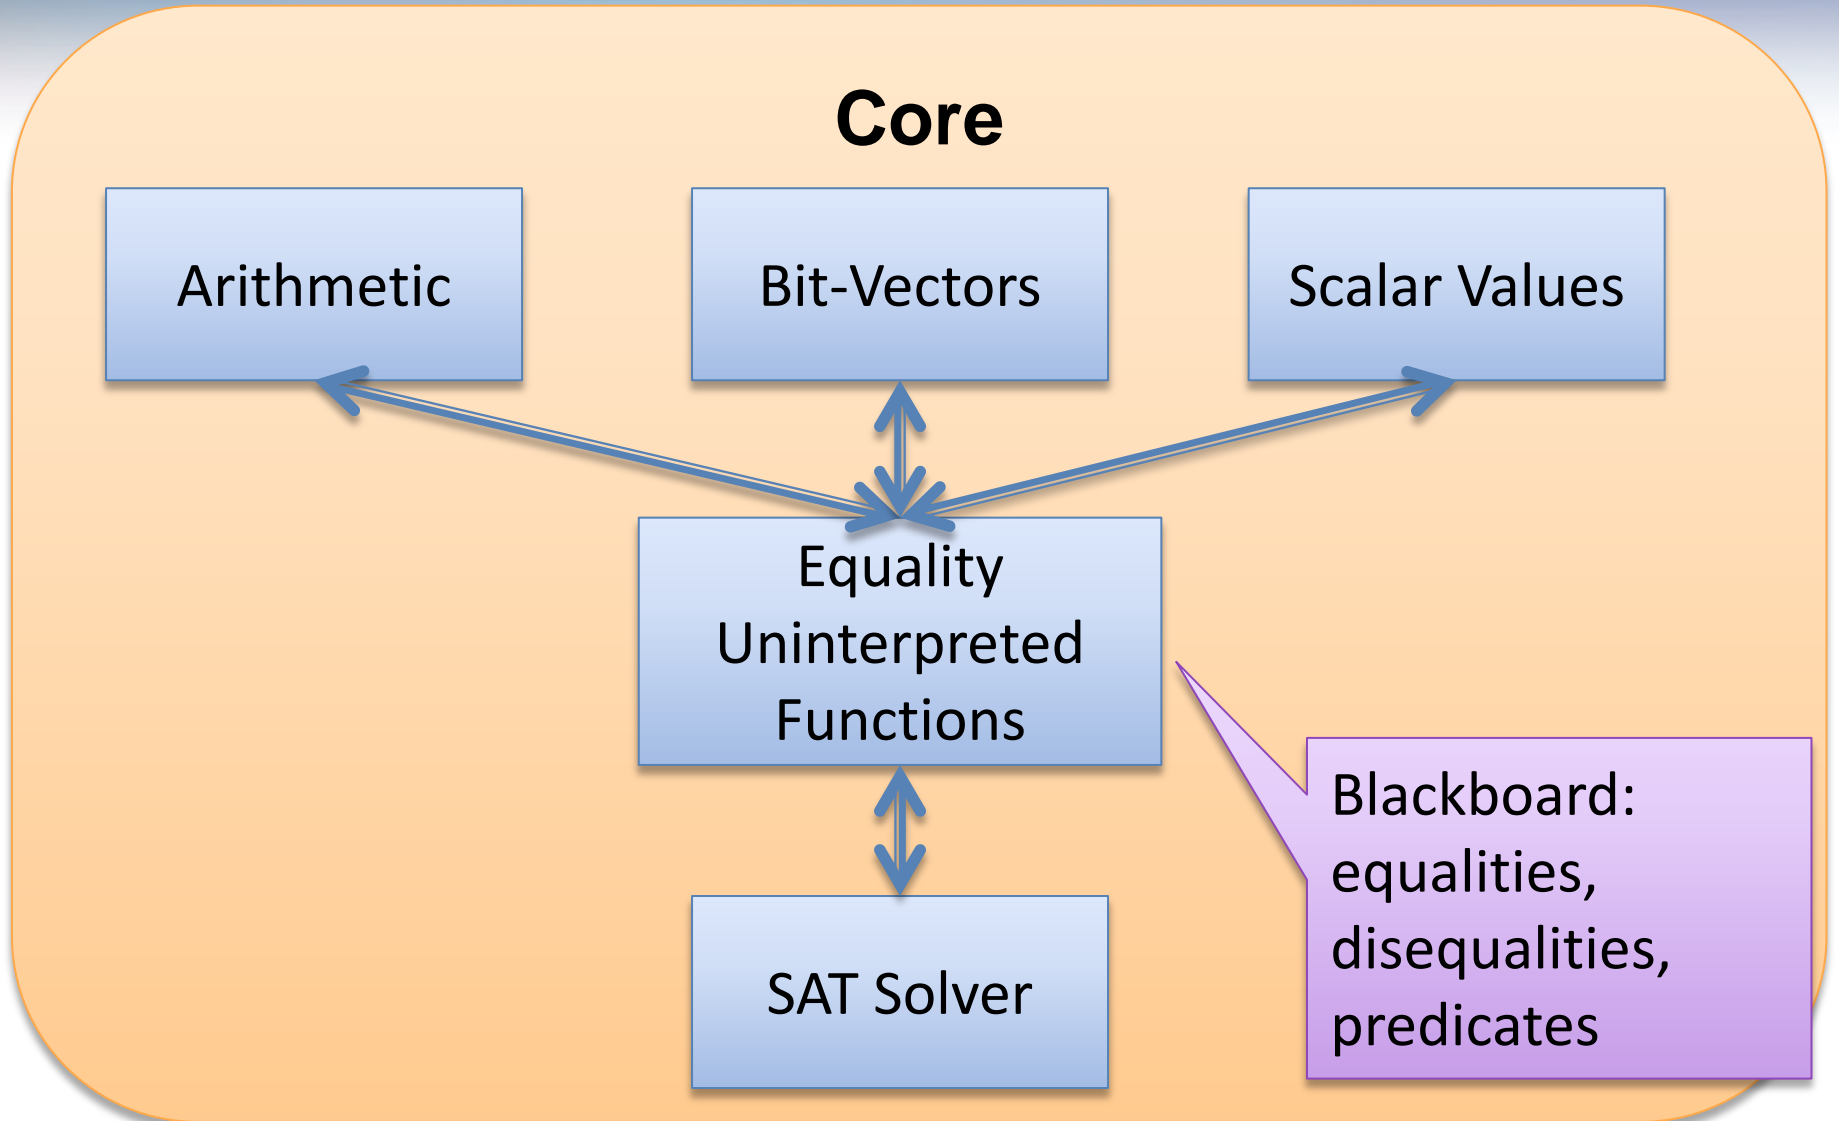 Core
Arithmetic
Bit-Vectors
Scalar Values
Equality
Uninterpreted
Functions
Blackboard:
equalities,
disequalities,
predicates
SAT Solver